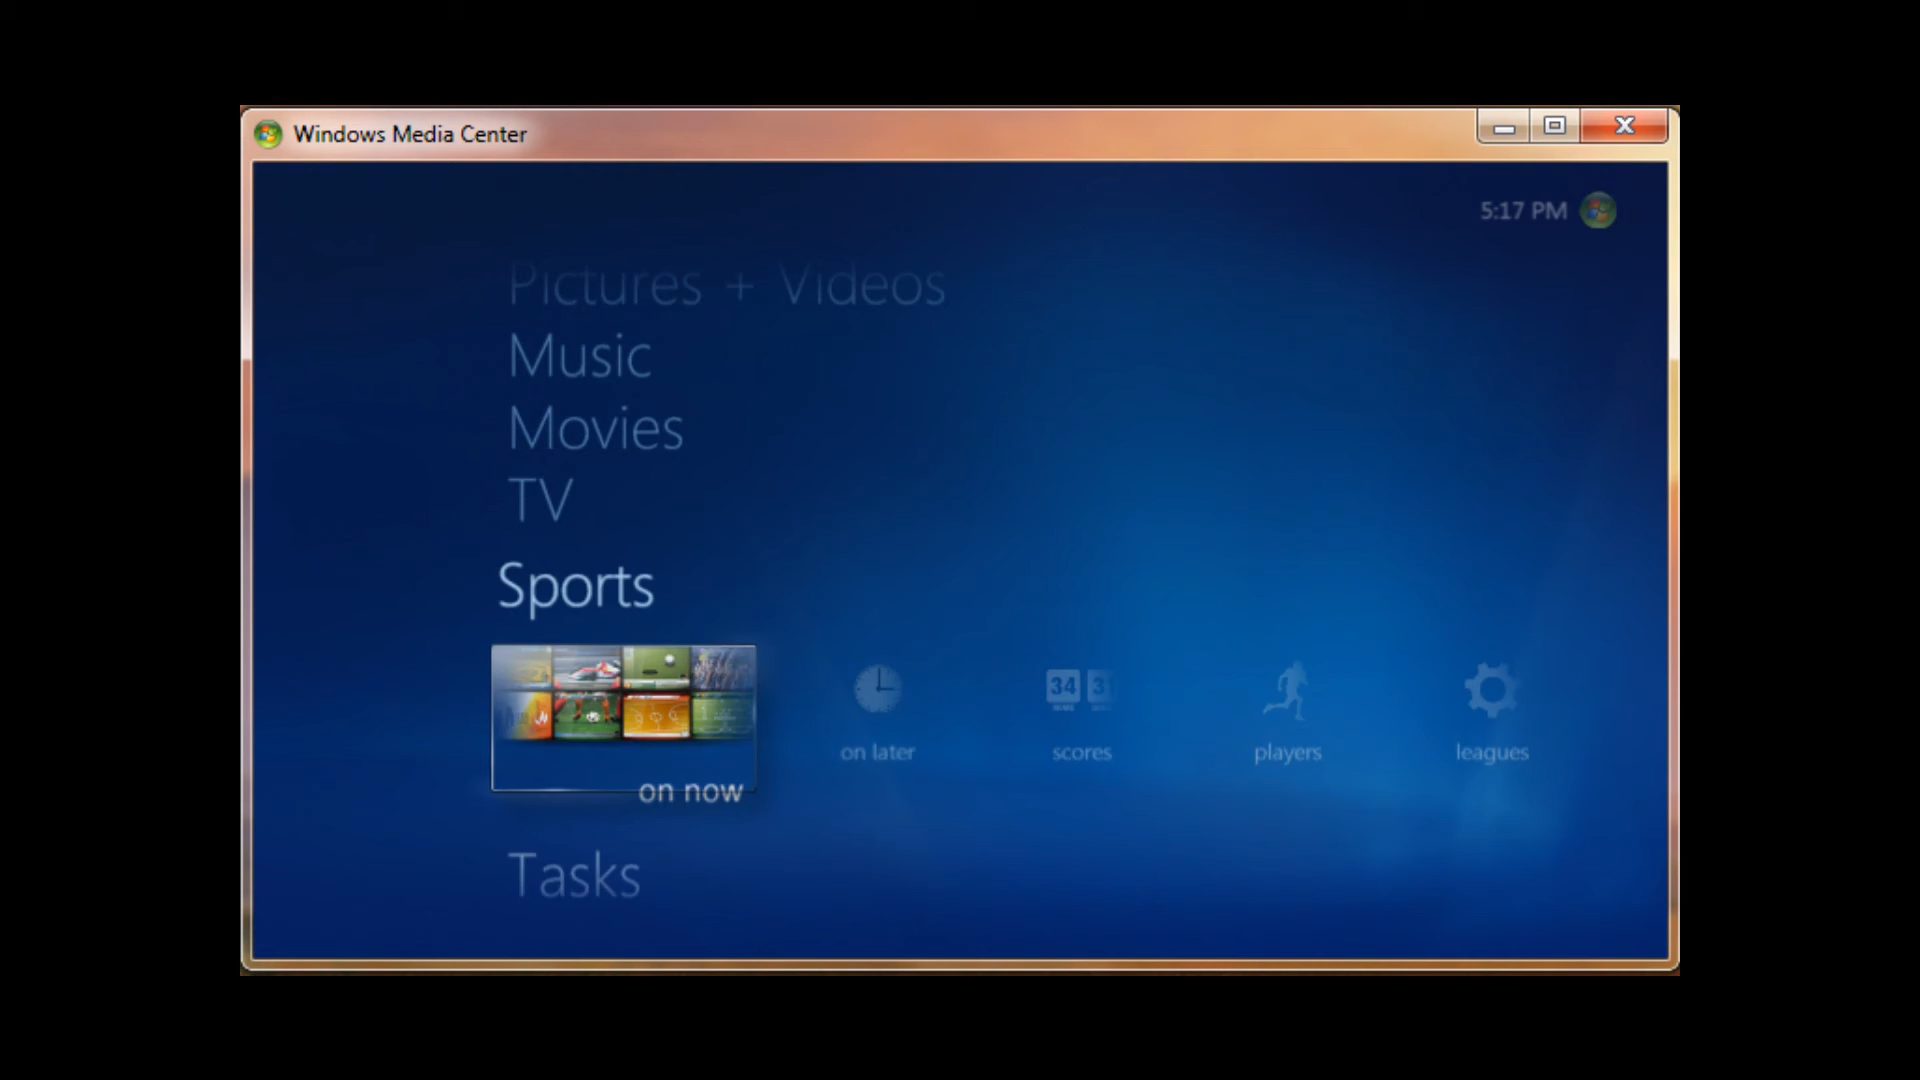 Windows Media Center
5:17 PM
Pictures + Videos
Music
Movies
TV
Sports
34
on now
on later
scores
players
leagues
Tasks